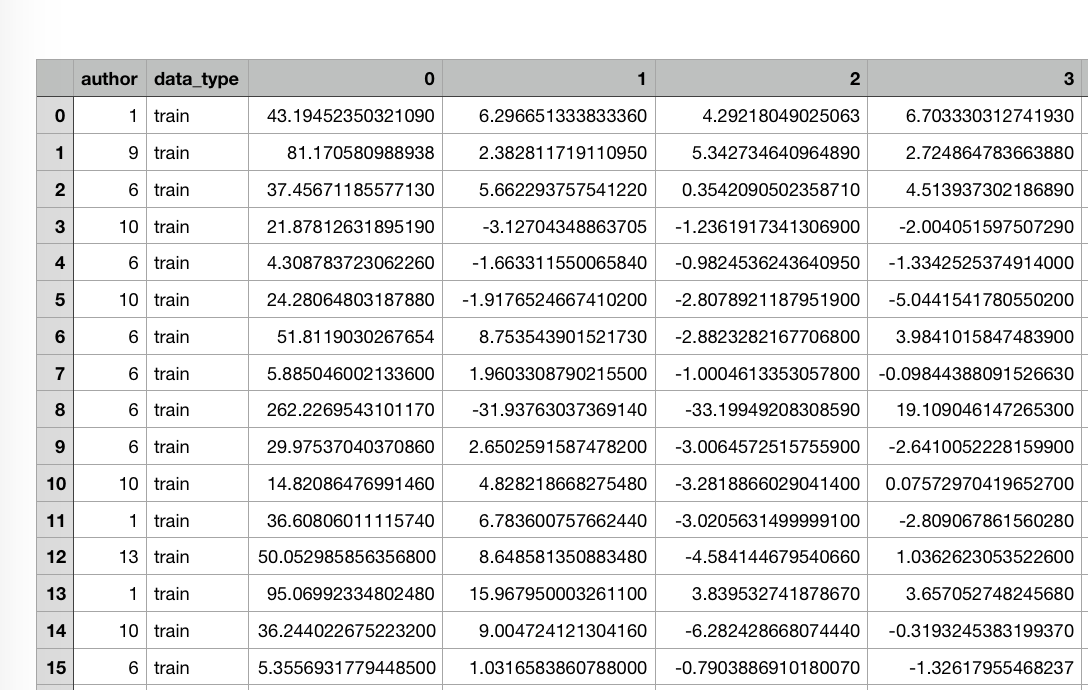 author data_type 0 1 2 3
0 1 train 43.19452350321090 6.296651333833360 4.29218049025063 6.703330312741930
1 9 train 81.170580988938 2.382811719110950 5.342734640964890 2.724864783663880
2 6 train 37.45671185577130 5.662293757541220 0.3542090502358710 4.513937302186890
3 10 train 21.87812631895190 -3.12704348863705 -1.2361917341306900 -2.004051597507290
4 6 train 4.308783723062260 -1.663311550065840 -0.9824536243640950 -1.3342525374914000
5 10 train 24.28064803187880 -1.9176524667410200 -2.8078921187951900 -5.0441541780550200
6 6 train 51.8119030267654 8.753543901521730 -2.8823282167706800 3.9841015847483900
7 6 train 5.885046002133600 1.9603308790215500 -1.0004613353057800 -0.09844388091526630
8 6 train 262.2269543101170 -31.93763037369140 -33.19949208308590 19.109046147265300
9 6 train 29.97537040370860 2.6502591587478200 -3.0064572515755900 -2.6410052228159900
10 10 train 14.82086476991460 4.828218668275480 -3.2818866029041400 0.07572970419652700
11 1 train 36.60806011115740 6.783600757662440 -3.0205631499999100 -2.809067861560280
12 13 train 50.052985856356800 8.648581350883480 -4.584144679540660 1.0362623053522600
13 1 train 95.06992334802480 15.967950003261100 3.839532741878670 3.657052748245680
14 10 train 36.244022675223200 9.004724121304160 -6.282428668074440 -0.3193245383199370
15 6 train 5.3556931779448500 1.0316583860788000 -0.7903886910180070 -1.32617955468237